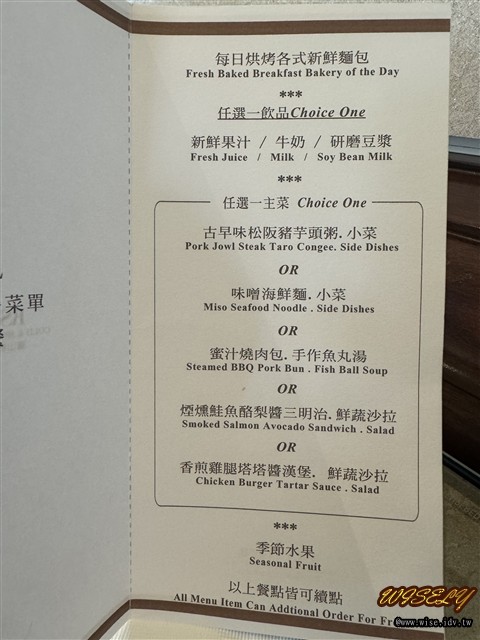 菜單
每日烘烤各式新鮮麵包
Fresh Baked Breakfast Bakery of the Day
***
任選一飲品Choice One
新鮮果汁 / 牛奶 / 研磨豆漿
Fresh Juice / Milk / Soy Bean Milk
***
任選一主菜 Choice One
古早味松阪豬芋頭粥.小菜
Pork Jowl Steak Taro Congee. Side Dishes
OR
味噌海鮮麵.小菜
Miso Seafood Noodle . Side Dishes
OR
蜜汁燒肉包.手作魚丸湯
Steamed BBQ Pork Bun . Fish Ball Soup
OR
煙燻鮭魚酪梨醬三明治.鮮蔬沙拉
Smoked Salmon Avocado Sandwich . Salad
OR
香煎雞腿塔塔醬漢堡. 鮮蔬沙拉
Chicken Burger Tartar Sauce . Salad
***
季節水果
Seasonal Fruit
以上餐點皆可續點
All Menu Item Can Addtional Order For Fr
WISELY
@www.wise.idv.tw